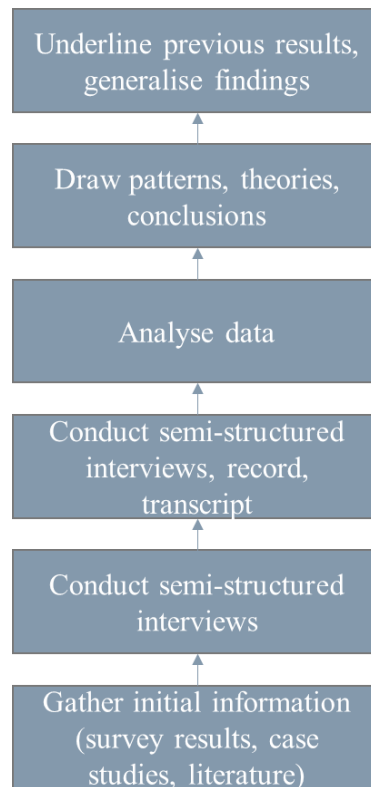 Underline previous results,
generalise findings
Draw patterns, theories,
conclusions
Analyse data
Conduct semi-structured
interviews, record,
transcript
Conduct semi-structured
interviews
Gather initial information
(survey results, case
studies, literature)